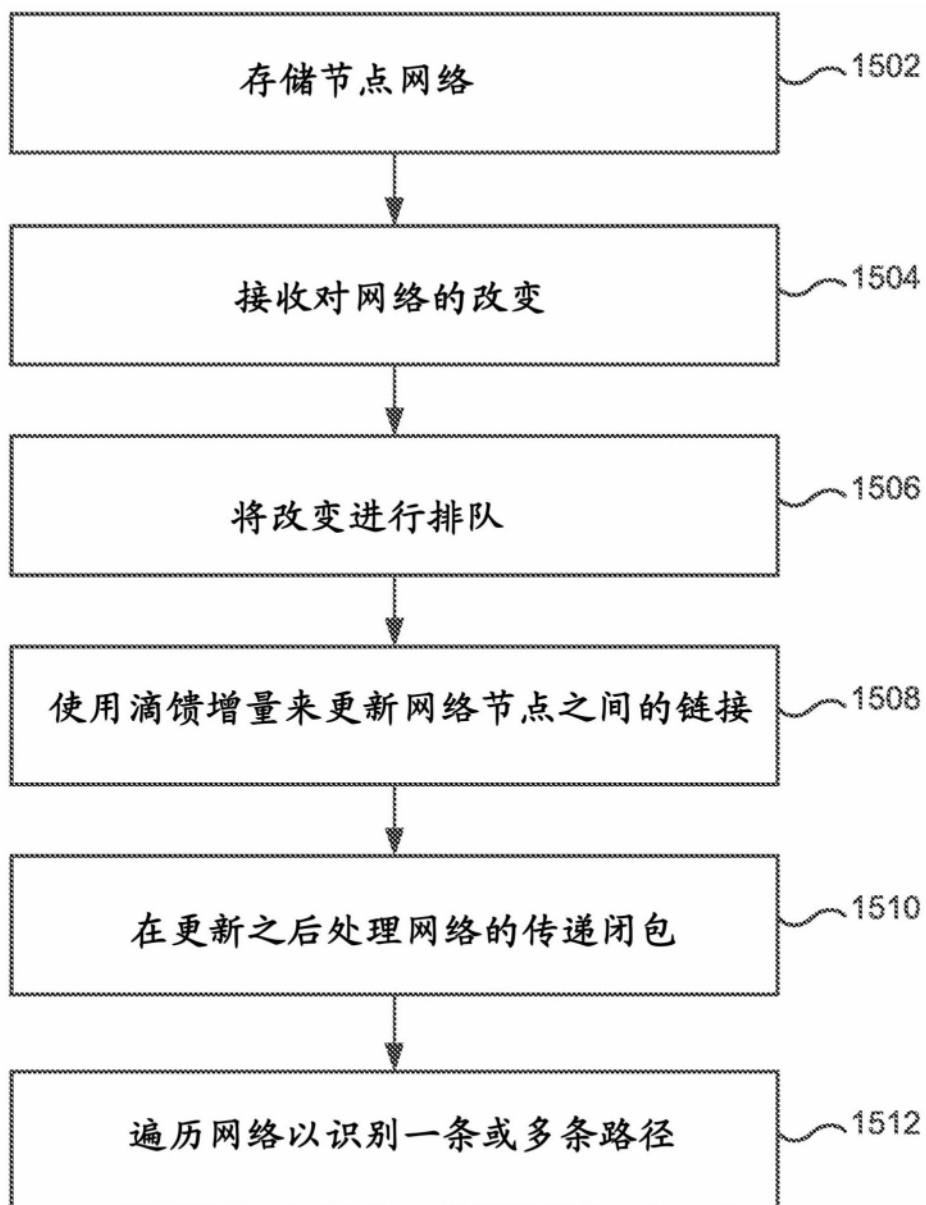 存储节点网络
1502
接收对网络的改变
1504
将改变进行排队
1506
使用滴馈增量来更新网络节点之间的链接
1508
在更新之后处理网络的传递闭包
1510
遍历网络以识别一条或多条路径
1512